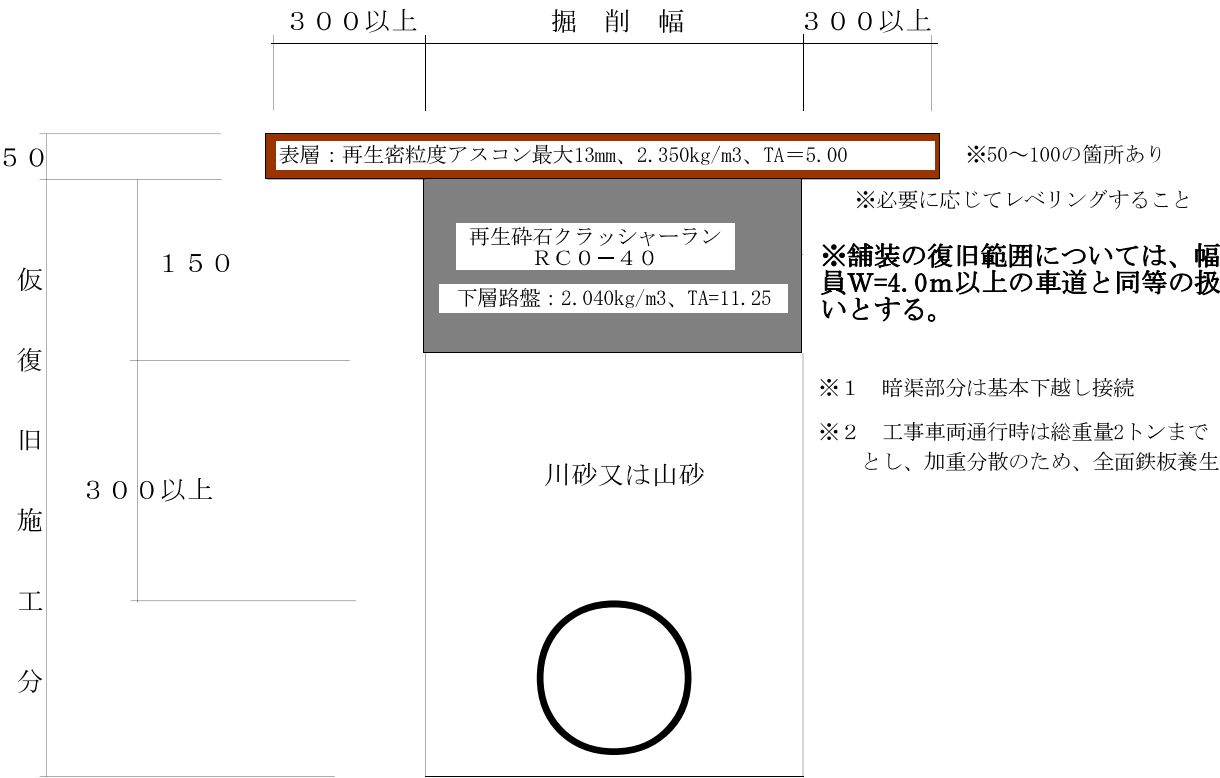 ３００以上
掘 削 幅
３００以上
５０
表層：再生密粒度アスコン最大13mm、2.350kg/m3、TA＝5.00
※50～100の箇所あり
※必要に応じてレベリングすること
再生砕石クラッシャーラン
ＲＣ０－４０
１５０
※舗装の復旧範囲については、幅
員W=4.0m以上の車道と同等の扱
いとする。
下層路盤：2.040kg/m3、TA=11.25
※１　暗渠部分は基本下越し接続
※２　工事車両通行時は総重量2トンまで
とし、加重分散のため、全面鉄板養生
川砂又は山砂
３００以上
仮復旧施工分